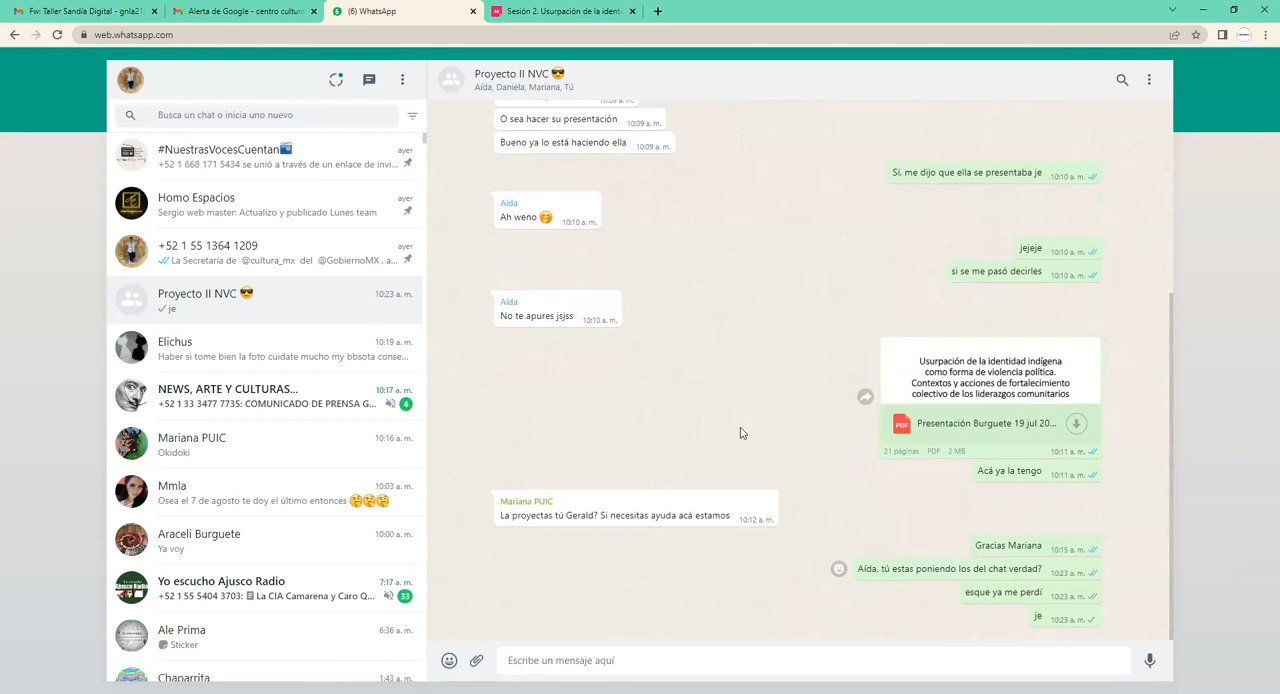 Fw: Taller Sandía Digital - gnla21
Alerta de Google - centro culture
(6) WhatsApp
Sesión 2. Usurpación de la identi
web.whatsapp.com
Busca un chat o inicia uno nuevo
#NuestrasVocesCuentan
ayer
+52 1 668 171 5434 se unió a través de un enlace de invi...
Homo Espacios
ayer
Sergio web master: Actualizo y publicado Lunes team
+52 1 55 1364 1209
ayer
La Secretaría de @cultura_mx del @GobiernoMX , a...
Proyecto II NVC 😎
10:23 a. m.
je
Elichus
10:19 a. m.
Haber si tome bien la foto cuidate mucho my bbsota conse...
NEWS, ARTE Y CULTURAS...
10:17 a. m.
+52 1 33 3477 7735: COMUNICADO DE PRENSA G...
4
Mariana PUIC
10:16 a. m.
Okidoki
Mmla
10:03 a. m.
Osea el 7 de agosto te doy el último entonces 🤔🤔🤔
Araceli Burguete
10:00 a. m.
Ya voy
Yo escucho Ajusco Radio
7:17 a. m.
+52 1 55 5404 3703: La CIA Camarena y Caro Q...
33
Ale Prima
6:36 a. m.
Sticker
Chaparrita
1:43 a. m.
Proyecto II NVC 😎
Aída, Daniela, Mariana, Tú
10:09 a. m.
O sea hacer su presentación
10:09 a. m.
Bueno ya lo está haciendo ella
10:09 a. m.
Sí, me dijo que ella se presentaba je
10:10 a. m.
Aída
Ah weno 🤭
10:10 a. m.
jejeje
10:10 a. m.
si se me pasó decirles
10:10 a. m.
Aída
No te apures jsjss
10:10 a. m.
Usurpación de la identidad indígena
como forma de violencia política.
Contextos y acciones de fortalecimiento
colectivo de los liderazgos comunitarios
PDF
Presentación Burguete 19 jul 20...
21 páginas PDF 2 MB
10:11 a. m.
Acá ya la tengo
10:11 a. m.
Mariana PUIC
La proyectas tú Gerald? Si necesitas ayuda acá estamos
10:12 a. m.
Gracias Mariana
10:15 a. m.
Aída, tú estas poniendo los del chat verdad?
10:23 a. m.
esque ya me perdí
10:23 a. m.
je
10:23 a. m.
Escribe un mensaje aquí